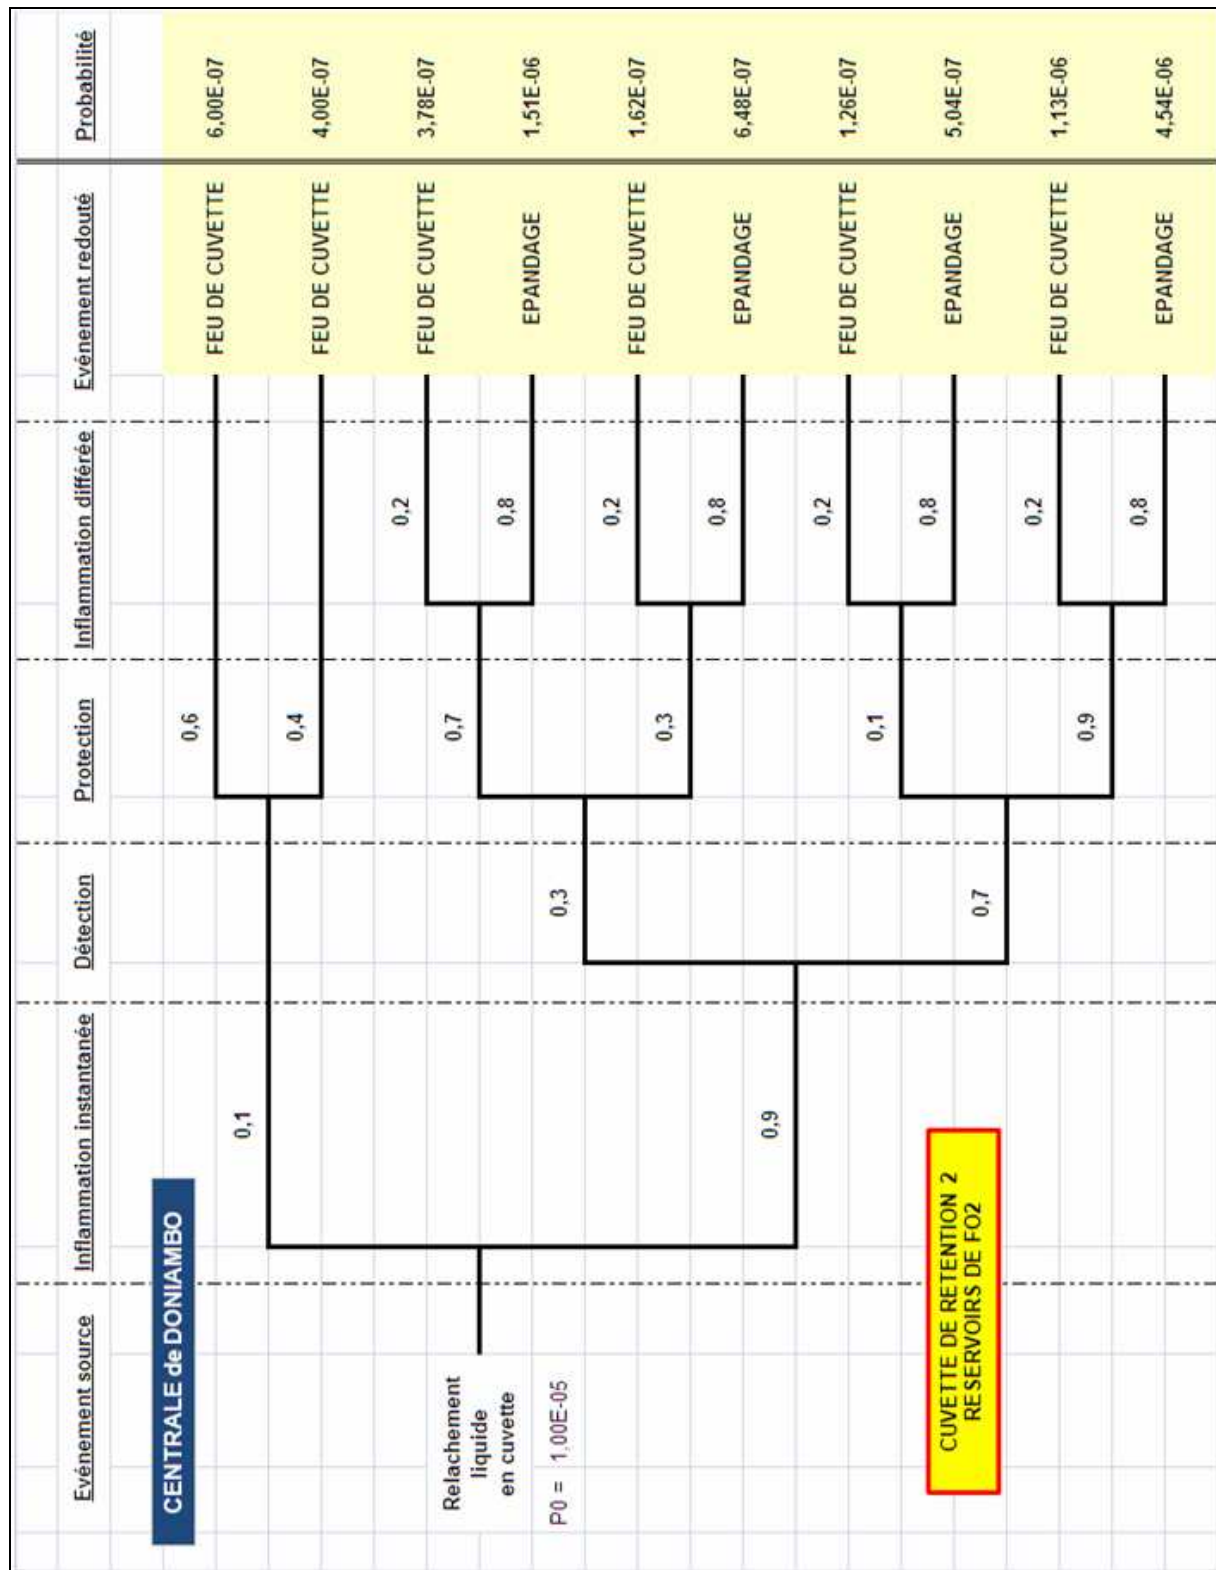 Evénement source
Inflammation instantanée
Détection
Protection
Inflammation différée
Evénement redouté
Probabilité
CENTRALE de DONIAMBO
0,6
FEU DE CUVETTE
6,00E-07
0,1
0,4
FEU DE CUVETTE
4,00E-07
0,2
FEU DE CUVETTE
3,78E-07
0,7
Relachement
liquide
en cuvette
0,8
EPANDAGE
1,51E-06
P0 = 1,00E-05
0,3
0,2
FEU DE CUVETTE
1,62E-07
0,3
0,8
EPANDAGE
6,48E-07
0,9
0,2
FEU DE CUVETTE
1,26E-07
0,1
0,8
EPANDAGE
5,04E-07
CUVETTE DE RETENTION 2
RESERVOIRS DE FO2
0,7
0,2
FEU DE CUVETTE
1,13E-06
0,9
0,8
EPANDAGE
4,54E-06